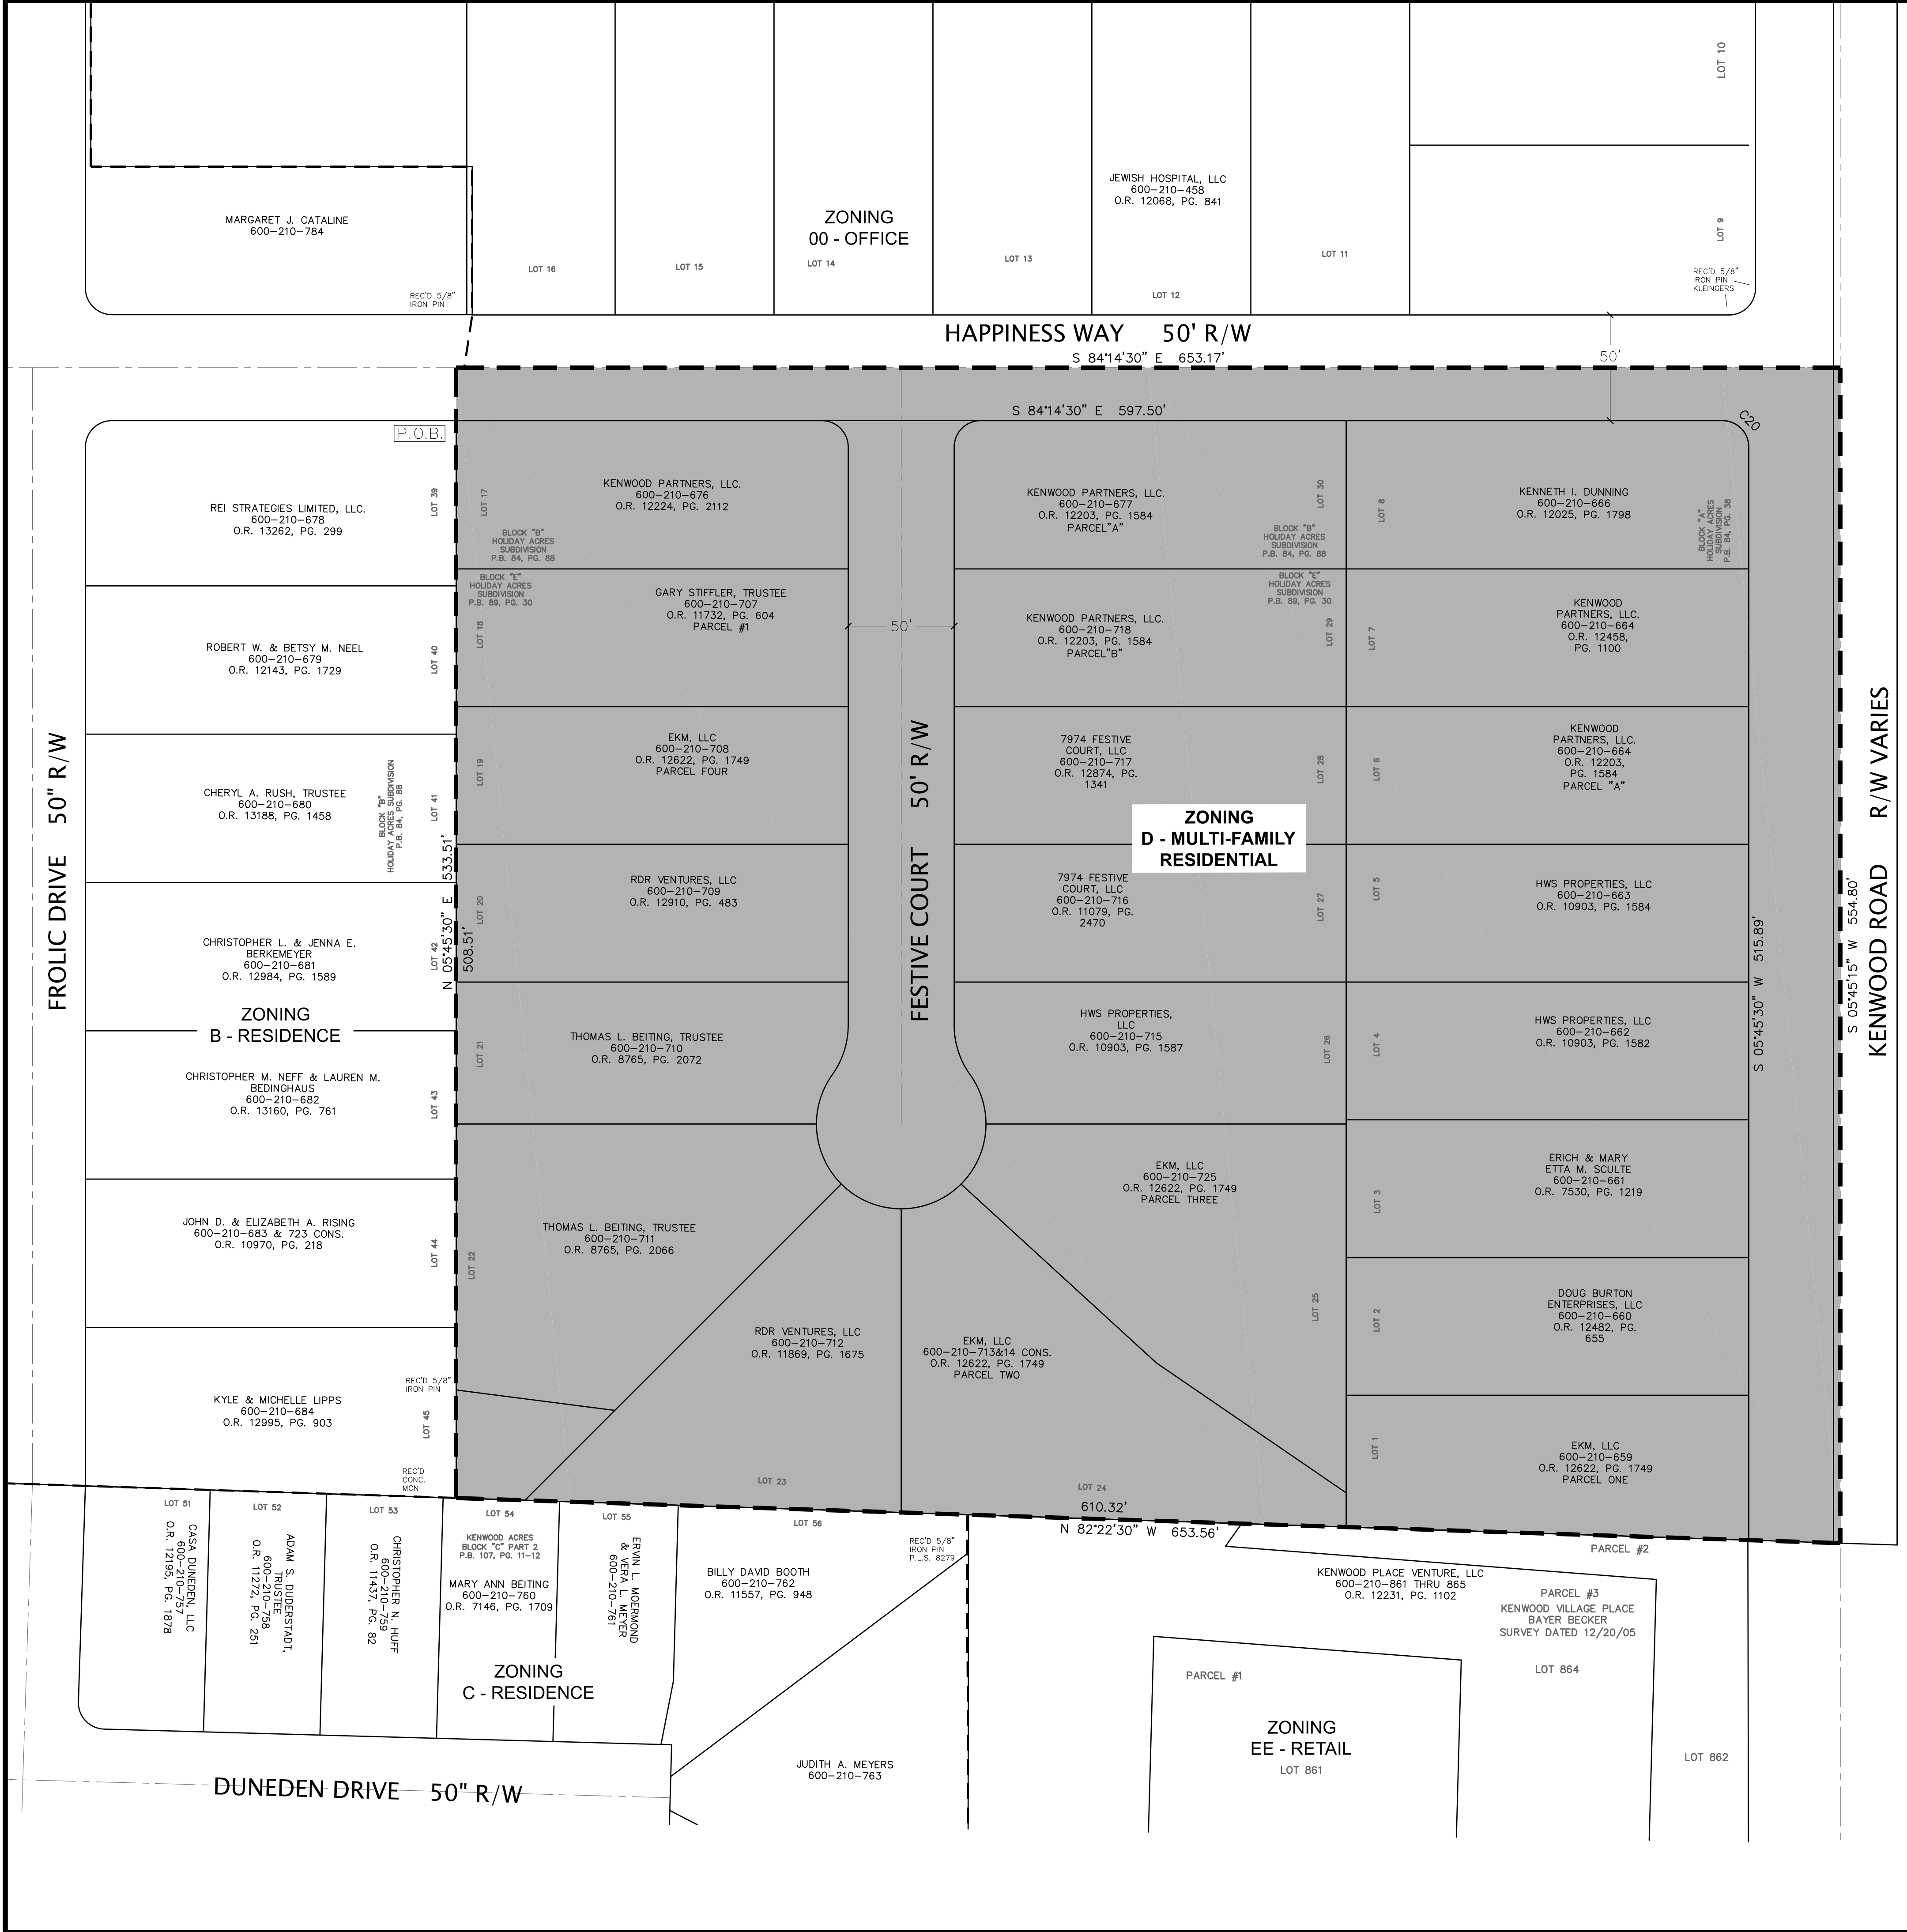 LOT 10
LOT 9
REC'D 5/8"
IRON PIN
KLEINGERS
MARGARET J. CATALINE
600-210-784
REC'D 5/8"
IRON PIN
LOT 16
LOT 15
ZONING
00 - OFFICE
LOT 14
LOT 13
JEWISH HOSPITAL, LLC
600-210-458
O.R. 12068, PG. 841
LOT 12
LOT 11
HAPPINESS WAY 50' R/W
S 84°14'30" E 653.17'
50'
S 84°14'30" E 597.50'
C20
P.O.B.
FROLIC DRIVE 50" R/W
REI STRATEGIES LIMITED, LLC.
600-210-678
O.R. 13262, PG. 299
LOT 39
ROBERT W. & BETSY M. NEEL
600-210-679
O.R. 12143, PG. 1729
LOT 40
CHERYL A. RUSH, TRUSTEE
600-210-680
O.R. 13188, PG. 1458
BLOCK "B"
HOLIDAY ACRES SUBDIVISION
P.B. 84, PG. 88
LOT 41
CHRISTOPHER L. & JENNA E.
BERKEMEYER
600-210-681
O.R. 12984, PG. 1589
LOT 42
ZONING
B - RESIDENCE
CHRISTOPHER M. NEFF & LAUREN M.
BEDINGHAUS
600-210-682
O.R. 13160, PG. 761
LOT 43
JOHN D. & ELIZABETH A. RISING
600-210-683 & 723 CONS.
O.R. 10970, PG. 218
LOT 44
KYLE & MICHELLE LIPPS
600-210-684
O.R. 12995, PG. 903
REC'D 5/8"
IRON PIN
LOT 45
REC'D
CONC.
MON
N 05°45'30" E 533.51'
508.51'
LOT 17
KENWOOD PARTNERS, LLC.
600-210-676
O.R. 12224, PG. 2112
BLOCK "B"
HOLIDAY ACRES
SUBDIVISION
P.B. 84, PG. 88
BLOCK "E"
HOLIDAY ACRES
SUBDIVISION
P.B. 89, PG. 30
LOT 18
GARY STIFFLER, TRUSTEE
600-210-707
O.R. 11732, PG. 604
PARCEL #1
LOT 19
EKM, LLC
600-210-708
O.R. 12622, PG. 1749
PARCEL FOUR
LOT 20
RDR VENTURES, LLC
600-210-709
O.R. 12910, PG. 483
LOT 21
THOMAS L. BEITING, TRUSTEE
600-210-710
O.R. 8765, PG. 2072
LOT 22
THOMAS L. BEITING, TRUSTEE
600-210-711
O.R. 8765, PG. 2066
RDR VENTURES, LLC
600-210-712
O.R. 11869, PG. 1675
LOT 23
50'
FESTIVE COURT 50' R/W
KENWOOD PARTNERS, LLC.
600-210-677
O.R. 12203, PG. 1584
PARCEL"A"
LOT 30
BLOCK "B"
HOLIDAY ACRES
SUBDIVISION
P.B. 84, PG. 88
BLOCK "E"
HOLIDAY ACRES
SUBDIVISION
P.B. 89, PG. 30
KENWOOD PARTNERS, LLC.
600-210-718
O.R. 12203, PG. 1584
PARCEL"B"
LOT 29
7974 FESTIVE
COURT, LLC
600-210-717
O.R. 12874, PG.
1341
LOT 28
ZONING
D - MULTI-FAMILY
RESIDENTIAL
7974 FESTIVE
COURT, LLC
600-210-716
O.R. 11079, PG.
2470
LOT 27
HWS PROPERTIES,
LLC
600-210-715
O.R. 10903, PG. 1587
LOT 26
EKM, LLC
600-210-725
O.R. 12622, PG. 1749
PARCEL THREE
LOT 25
EKM, LLC
600-210-713&14 CONS.
O.R. 12622, PG. 1749
PARCEL TWO
LOT 24
LOT 8
KENNETH I. DUNNING
600-210-666
O.R. 12025, PG. 1798
BLOCK "A"
HOLIDAY ACRES
SUBDIVISION
P.B. 84, PG. 38
LOT 7
KENWOOD
PARTNERS, LLC.
600-210-664
O.R. 12458,
PG. 1100
LOT 6
KENWOOD
PARTNERS, LLC.
600-210-664
O.R. 12203,
PG. 1584
PARCEL "A"
LOT 5
HWS PROPERTIES, LLC
600-210-663
O.R. 10903, PG. 1584
LOT 4
HWS PROPERTIES, LLC
600-210-662
O.R. 10903, PG. 1582
LOT 3
ERICH & MARY
ETTA M. SCULTE
600-210-661
O.R. 7530, PG. 1219
LOT 2
DOUG BURTON
ENTERPRISES, LLC
600-210-660
O.R. 12482, PG.
655
LOT 1
EKM, LLC
600-210-659
O.R. 12622, PG. 1749
PARCEL ONE
S 05°45'30" W 515.89'
S 05°45'15" W 554.80'
KENWOOD ROAD R/W VARIES
610.32'
N 82°22'30" W 653.56'
LOT 51
CASA DUNEDEN, LLC
600-210-757
O.R. 12195, PG. 1878
LOT 52
ADAM S. DUDERSTADT,
TRUSTEE
600-210-758
O.R. 11272, PG. 251
LOT 53
CHRISTOPHER N. HUFF
600-210-759
O.R. 11437, PG. 82
LOT 54
KENWOOD ACRES
BLOCK "C" PART 2
P.B. 107, PG. 11-12
MARY ANN BEITING
600-210-760
O.R. 7146, PG. 1709
LOT 55
ERVIN L. MOERMOND
& VERA L. MEYER
600-210-761
ZONING
C - RESIDENCE
LOT 56
BILLY DAVID BOOTH
600-210-762
O.R. 11557, PG. 948
REC'D 5/8"
IRON PIN
P.L.S. 8279
JUDITH A. MEYERS
600-210-763
DUNEDEN DRIVE 50" R/W
PARCEL #2
KENWOOD PLACE VENTURE, LLC
600-210-861 THRU 865
O.R. 12231, PG. 1102
PARCEL #3
KENWOOD VILLAGE PLACE
BAYER BECKER
SURVEY DATED 12/20/05
LOT 864
PARCEL #1
ZONING
EE - RETAIL
LOT 861
LOT 862